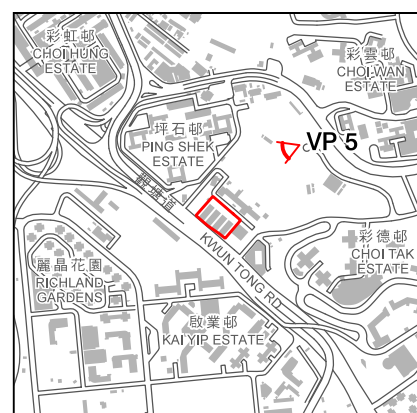 彩虹邨
CHOI HUNG
ESTATE
彩雲邨
CHOI WAN
ESTATE
坪石邨
PING SHEK
ESTATE
VP 5
觀塘道
KWUN TONG RD
彩德邨
CHOI TAK
ESTATE
麗晶花園
RICHLAND
GARDENS
啟業邨
KAI YIP ESTATE